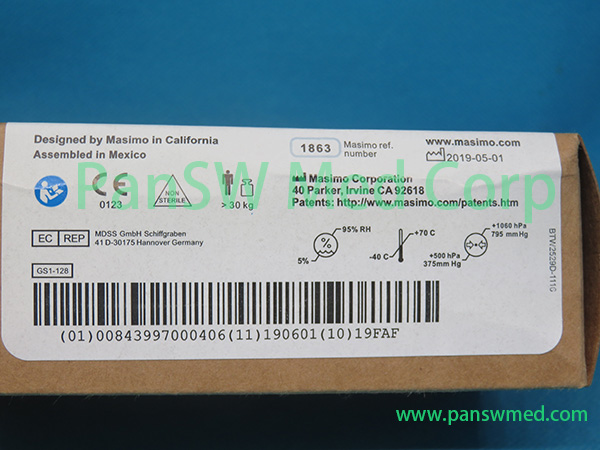 Designed by Masimo in California
Assembled in Mexico
1863
Masimo ref.
number
www.masimo.com
2019-05-01
Masimo Corporation
40 Parker, Irvine CA 92618
Patents: http://www.masimo.com/patents.htm
CE
0123
NON
STERILE
> 30 kg
PanSW Med Corp
EC REP
MDSS GmbH Schiffgraben
41 D-30175 Hannover Germany
95% RH
5%
+70 C
-40 C
+1060 hPa
795 mmHg
+500 hPa
375mm Hg
GS1-128
(01)00843997000406(11)190601(10)19FAF
BTV/2529D-111G
www.panswmed.com